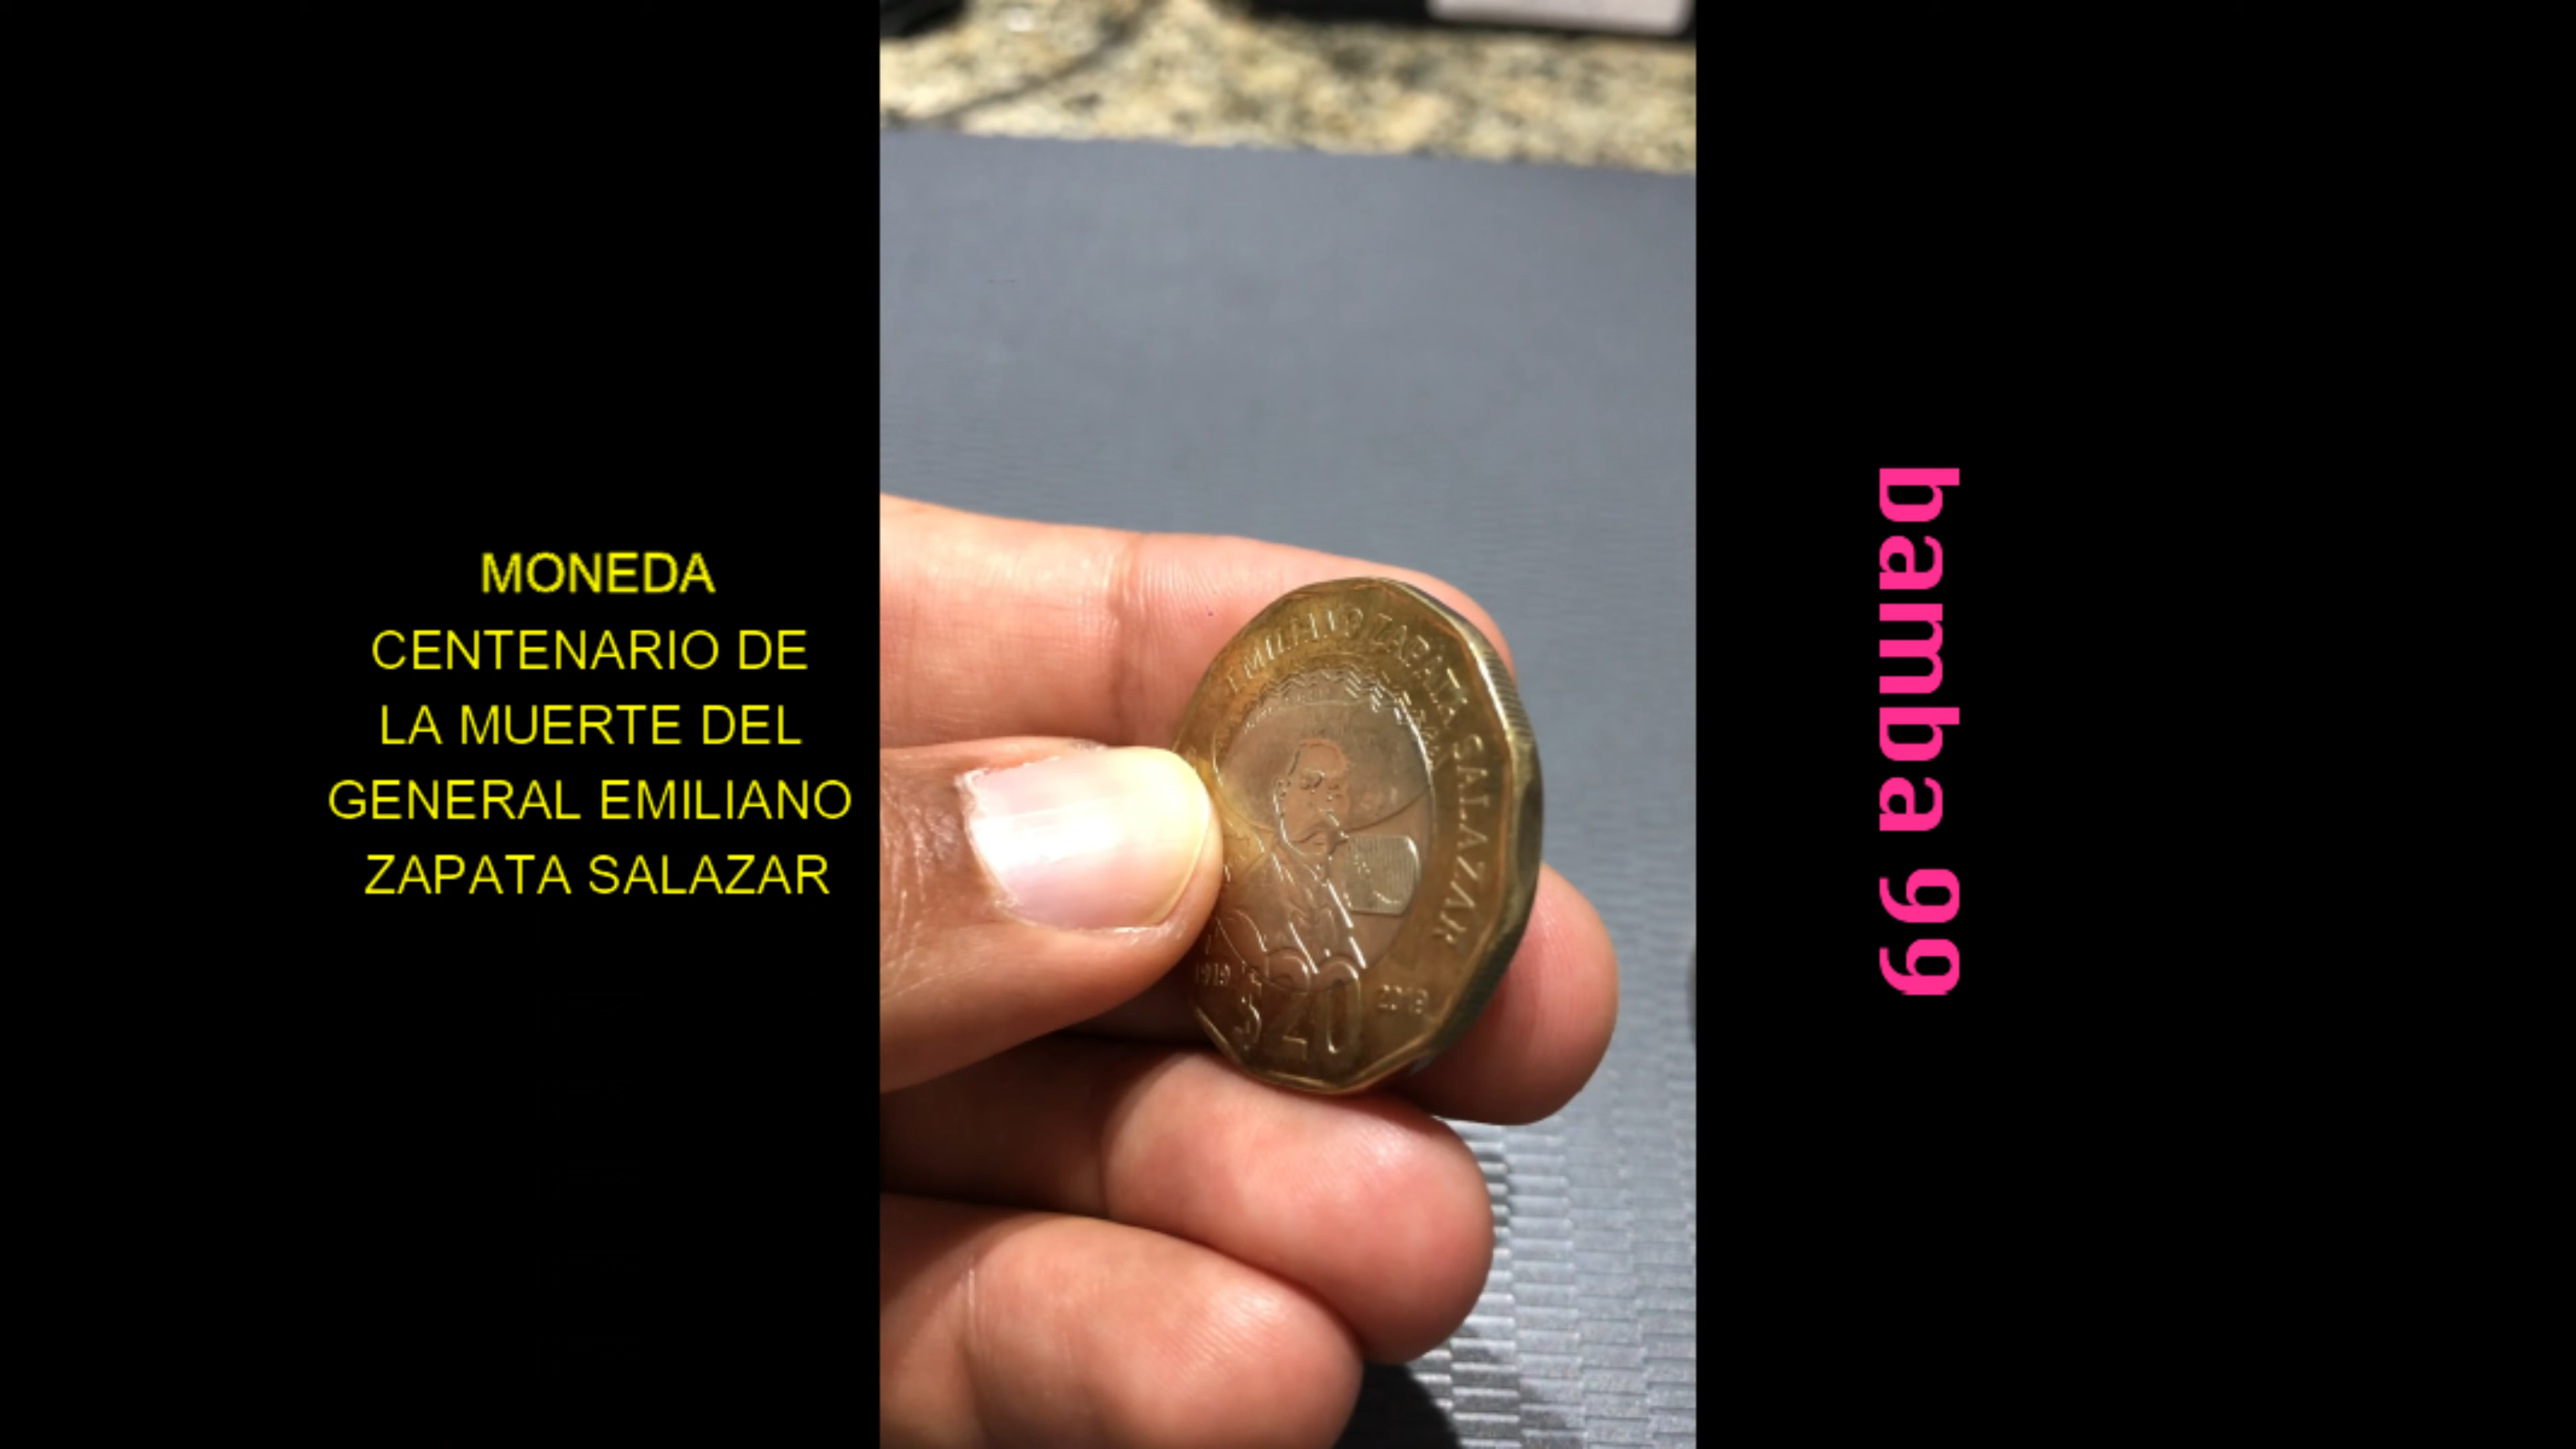 MONEDA
CENTENARIO DE
LA MUERTE DEL
GENERAL EMILIANO
ZAPATA SALAZAR
EMILIANO ZAPATA SALAZAR
1919
$20
2019
bamba 99